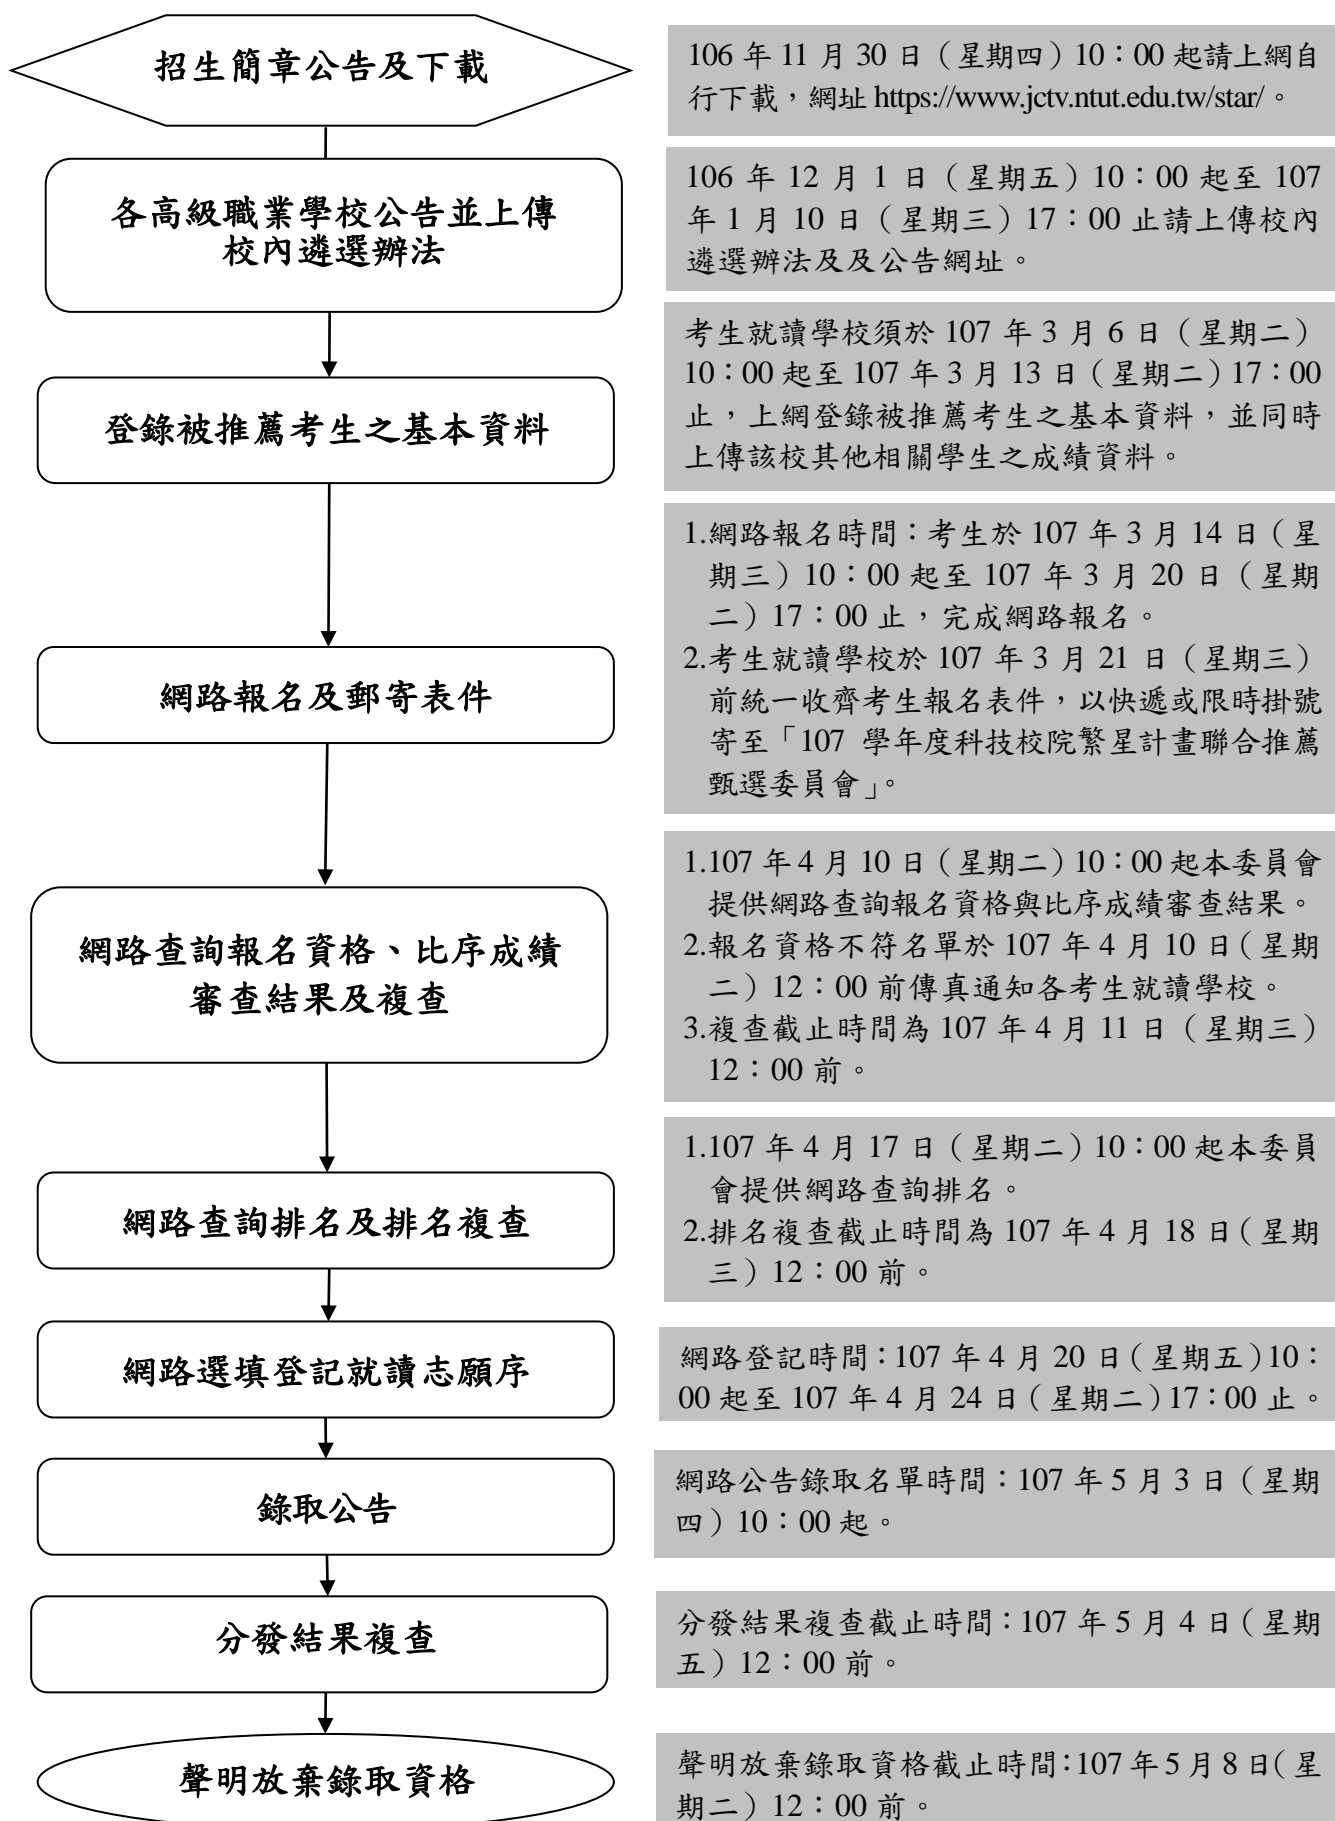 招生簡章公告及下載
106 年 11 月 30 日（星期四）10：00 起請上網自
行下載，網址 https://www.jctv.ntut.edu.tw/star/。
各高級職業學校公告並上傳
校內遴選辦法
106 年 12 月 1 日（星期五）10：00 起至 107
年 1 月 10 日（星期三）17：00 止請上傳校內
遴選辦法及及公告網址。
登錄被推薦考生之基本資料
考生就讀學校須於 107 年 3 月 6 日（星期二）
10：00 起至 107 年 3 月 13 日（星期二）17：00
止，上網登錄被推薦考生之基本資料，並同時
上傳該校其他相關學生之成績資料。
網路報名及郵寄表件
1.網路報名時間：考生於 107 年 3 月 14 日（星
期三）10：00 起至 107 年 3 月 20 日（星期
二）17：00 止，完成網路報名。
2.考生就讀學校於 107 年 3 月 21 日（星期三）
前統一收齊考生報名表件，以快遞或限時掛號
寄至「107 學年度科技校院繁星計畫聯合推薦
甄選委員會」。
網路查詢報名資格、比序成績
審查結果及複查
1.107 年 4 月 10 日（星期二）10：00 起本委員會
提供網路查詢報名資格與比序成績審查結果。
2.報名資格不符名單於 107 年 4 月 10 日（星期
二）12：00 前傳真通知各考生就讀學校。
3.複查截止時間為 107 年 4 月 11 日（星期三）
12：00 前。
網路查詢排名及排名複查
1.107 年 4 月 17 日（星期二）10：00 起本委員
會提供網路查詢排名。
2.排名複查截止時間為 107 年 4 月 18 日（星期
三）12：00 前。
網路選填登記就讀志願序
網路登記時間：107 年 4 月 20 日（星期五）10：
00 起至 107 年 4 月 24 日（星期二）17：00 止。
錄取公告
網路公告錄取名單時間：107 年 5 月 3 日（星期
四）10：00 起。
分發結果複查
分發結果複查截止時間：107 年 5 月 4 日（星期
五）12：00 前。
聲明放棄錄取資格
聲明放棄錄取資格截止時間：107 年 5 月 8 日（星
期二）12：00 前。